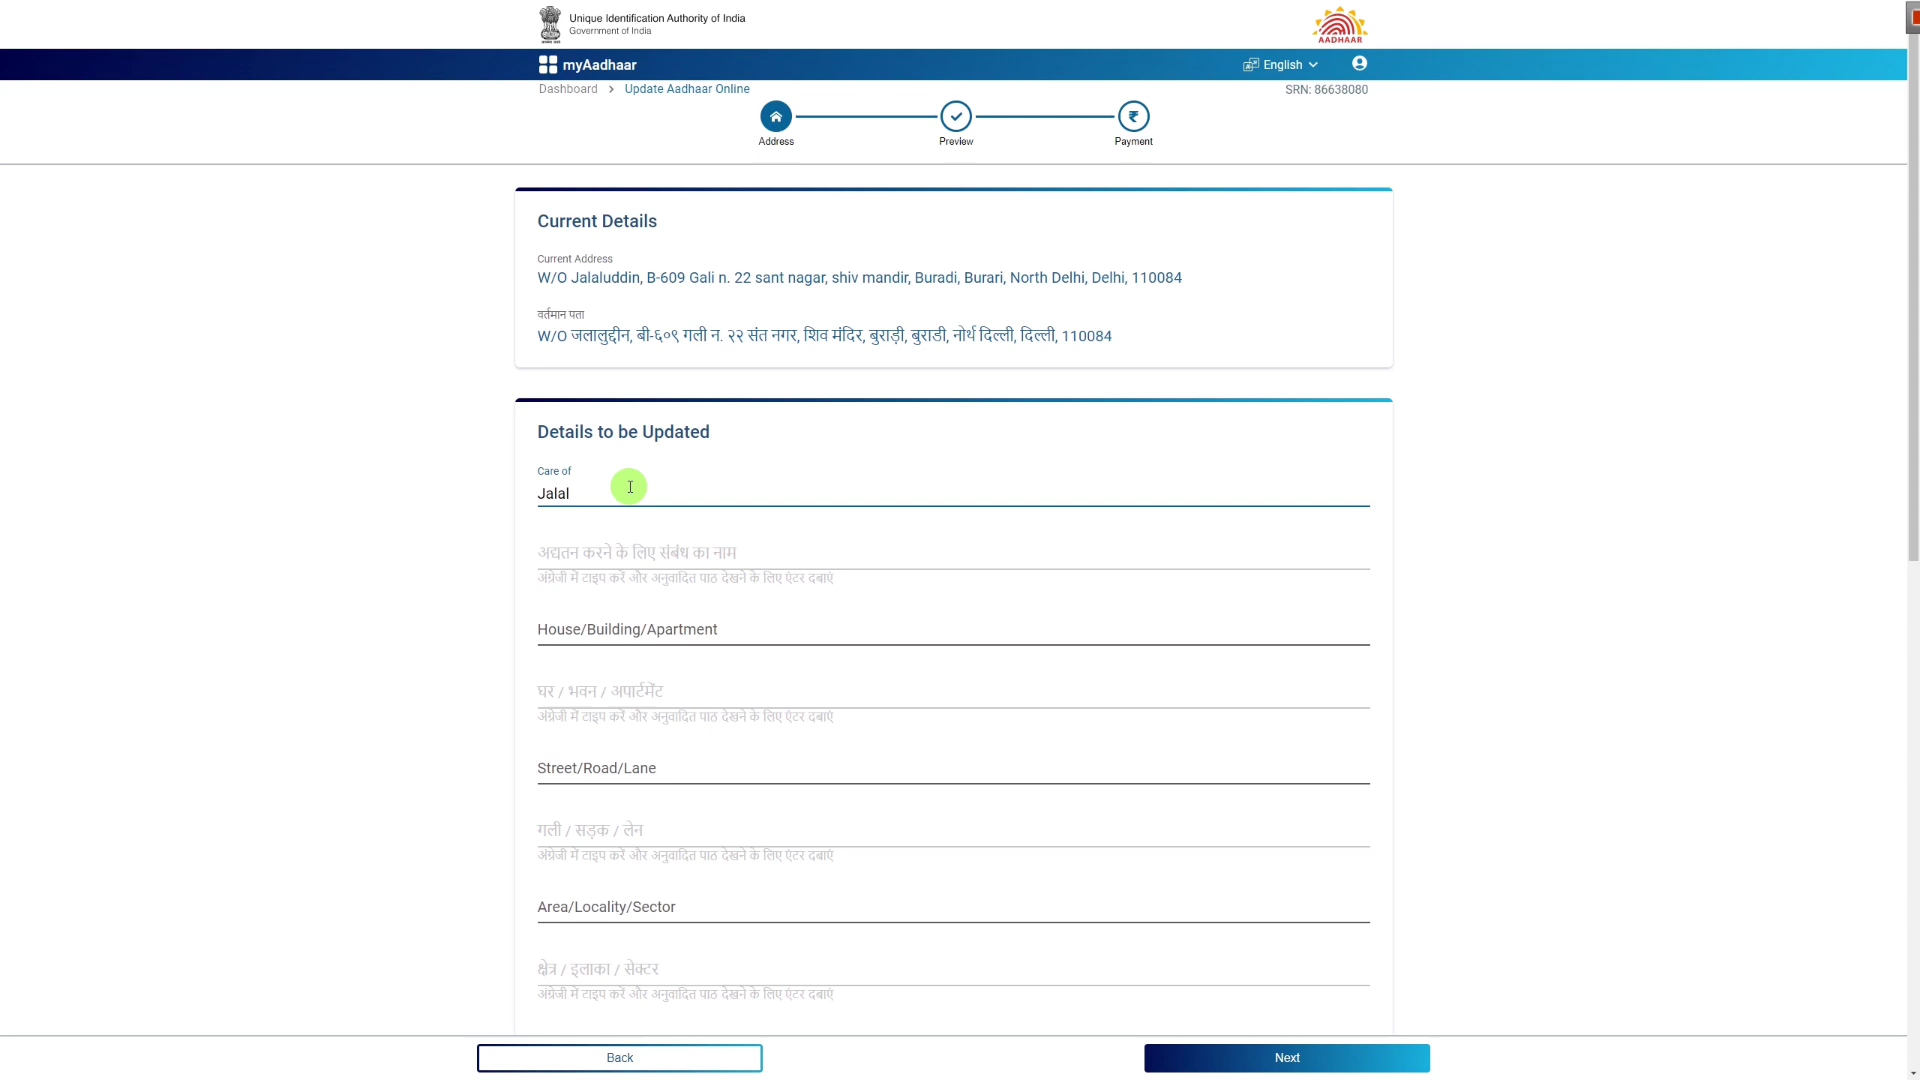 Unique Identification Authority of India
Government of India
AADHAAR
myAadhaar
English
Dashboard > Update Aadhaar Online
SRN: 86638080
₹
Address
Preview
Payment
Current Details
Current Address
W/O Jalaluddin, B-609 Gali n. 22 sant nagar, shiv mandir, Buradi, Burari, North Delhi, Delhi, 110084
वर्तमान पता
W/O जलालुद्दीन, बी-६०९ गली न. २२ संत नगर, शिव मंदिर, बुराड़ी, बुराडी, नोर्थ दिल्ली, दिल्ली, 110084
Details to be Updated
Care of
Jalal
अद्यतन करने के लिए संबंध का नाम
अंग्रेजी में टाइप करें और अनुवादित पाठ देखने के लिए एंटर दबाएं
House/Building/Apartment
घर / भवन / अपार्टमेंट
अंग्रेजी में टाइप करें और अनुवादित पाठ देखने के लिए एंटर दबाएं
Street/Road/Lane
गली / सड़क / लेन
अंग्रेजी में टाइप करें और अनुवादित पाठ देखने के लिए एंटर दबाएं
Area/Locality/Sector
क्षेत्र / इलाका / सेक्टर
अंग्रेजी में टाइप करें और अनुवादित पाठ देखने के लिए एंटर दबाएं
Back
Next